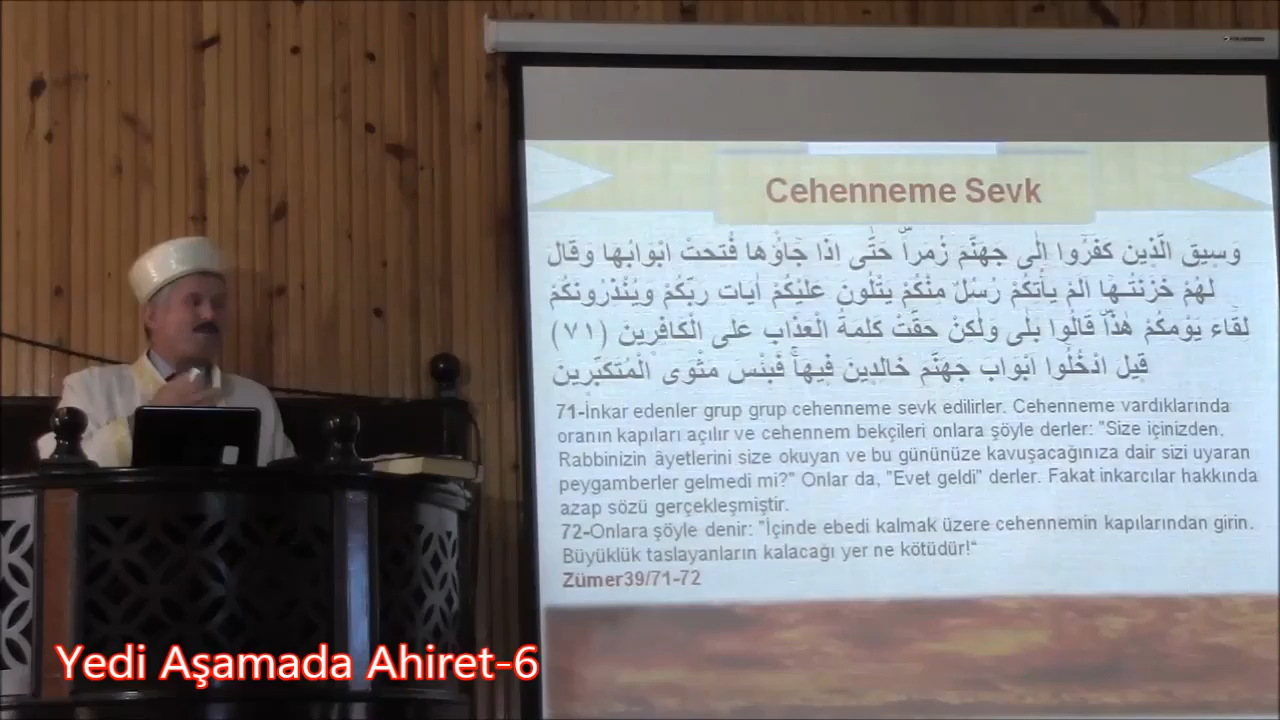 Cehenneme Sevk
وَسِيقَ الَّذِينَ كَفَرُوا اِلٰى جَهَنَّمَ زُمَراًۜ حَتّٰٓى اِذَا جَٓاؤُ۫هَا فُتِحَتْ اَبْوَابُهَا وَقَالَ
لَهُمْ خَزَنَتُـهَٓا اَلَمْ يَأْتِكُمْ رُسُلٌ مِنْكُمْ يَتْلُونَ عَلَيْكُمْ اٰيَاتِ رَبِّكُمْ وَيُنْذِرُونَكُمْ
لِقَٓاءَ يَوْمِكُمْ هٰذَاۜ قَالُوا بَلٰى وَلٰكِنْ حَقَّتْ كَلِمَةُ الْعَذَابِ عَلَى الْكَافِر۪ينَ (٧١)
قِيلَ ادْخُلُٓوا اَبْوَابَ جَهَنَّمَ خَالِدِينَ فِيهَاۚ فَبِئْسَ مَثْوَى الْمُتَكَبِّرِينَ
71-İnkar edenler grup grup cehenneme sevk edilirler. Cehenneme vardıklarında
oranın kapıları açılır ve cehennem bekçileri onlara şöyle derler: "Size içinizden,
Rabbinizin âyetlerini size okuyan ve bu gününüze kavuşacağınıza dair sizi uyaran
peygamberler gelmedi mi?" Onlar da, "Evet geldi" derler. Fakat inkarcılar hakkında
azap sözü gerçekleşmiştir.
72-Onlara şöyle denir: "İçinde ebedi kalmak üzere cehennemin kapılarından girin.
Büyüklük taslayanların kalacağı yer ne kötüdür!"
Zümer39/71-72
Yedi Aşamada Ahiret-6